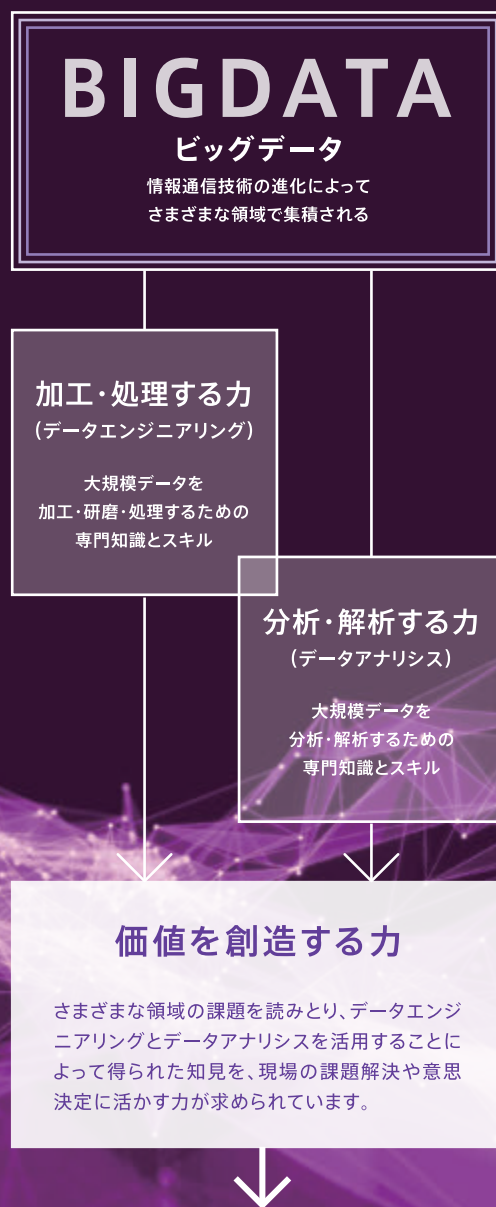 BIGDATA
ビッグデータ
情報通信技術の進化によって
さまざまな領域で集積される
加工・処理する力
(データエンジニアリング)
大規模データを
加工・研磨・処理するための
専門知識とスキル
分析・解析する力
(データアナリシス)
大規模データを
分析・解析するための
専門知識とスキル
価値を創造する力
さまざまな領域の課題を読みとり、データエンジ
ニアリングとデータアナリシスを活用することに
よって得られた知見を、現場の課題解決や意思
決定に活かす力が求められています。